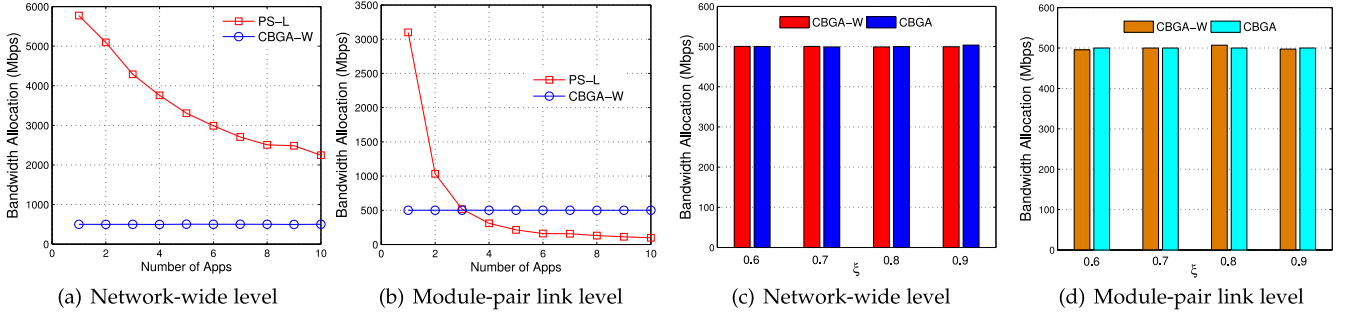 6000
5000
4000
3000
2000
1000
0
0
2
4
6
8
10
Bandwidth Allocation (Mbps)
Number of Apps
PS−L
CBGA−W
(a) Network-wide level
3500
3000
2500
2000
1500
1000
500
0
0
2
4
6
8
10
Bandwidth Allocation (Mbps)
Number of Apps
PS−L
CBGA−W
(b) Module-pair link level
600
500
400
300
200
100
0
0.6
0.7
0.8
0.9
Bandwidth Allocation (Mbps)
ξ
CBGA−W
CBGA
(c) Network-wide level
600
500
400
300
200
100
0
0.6
0.7
0.8
0.9
Bandwidth Allocation (Mbps)
ξ
CBGA−W
CBGA
(d) Module-pair link level